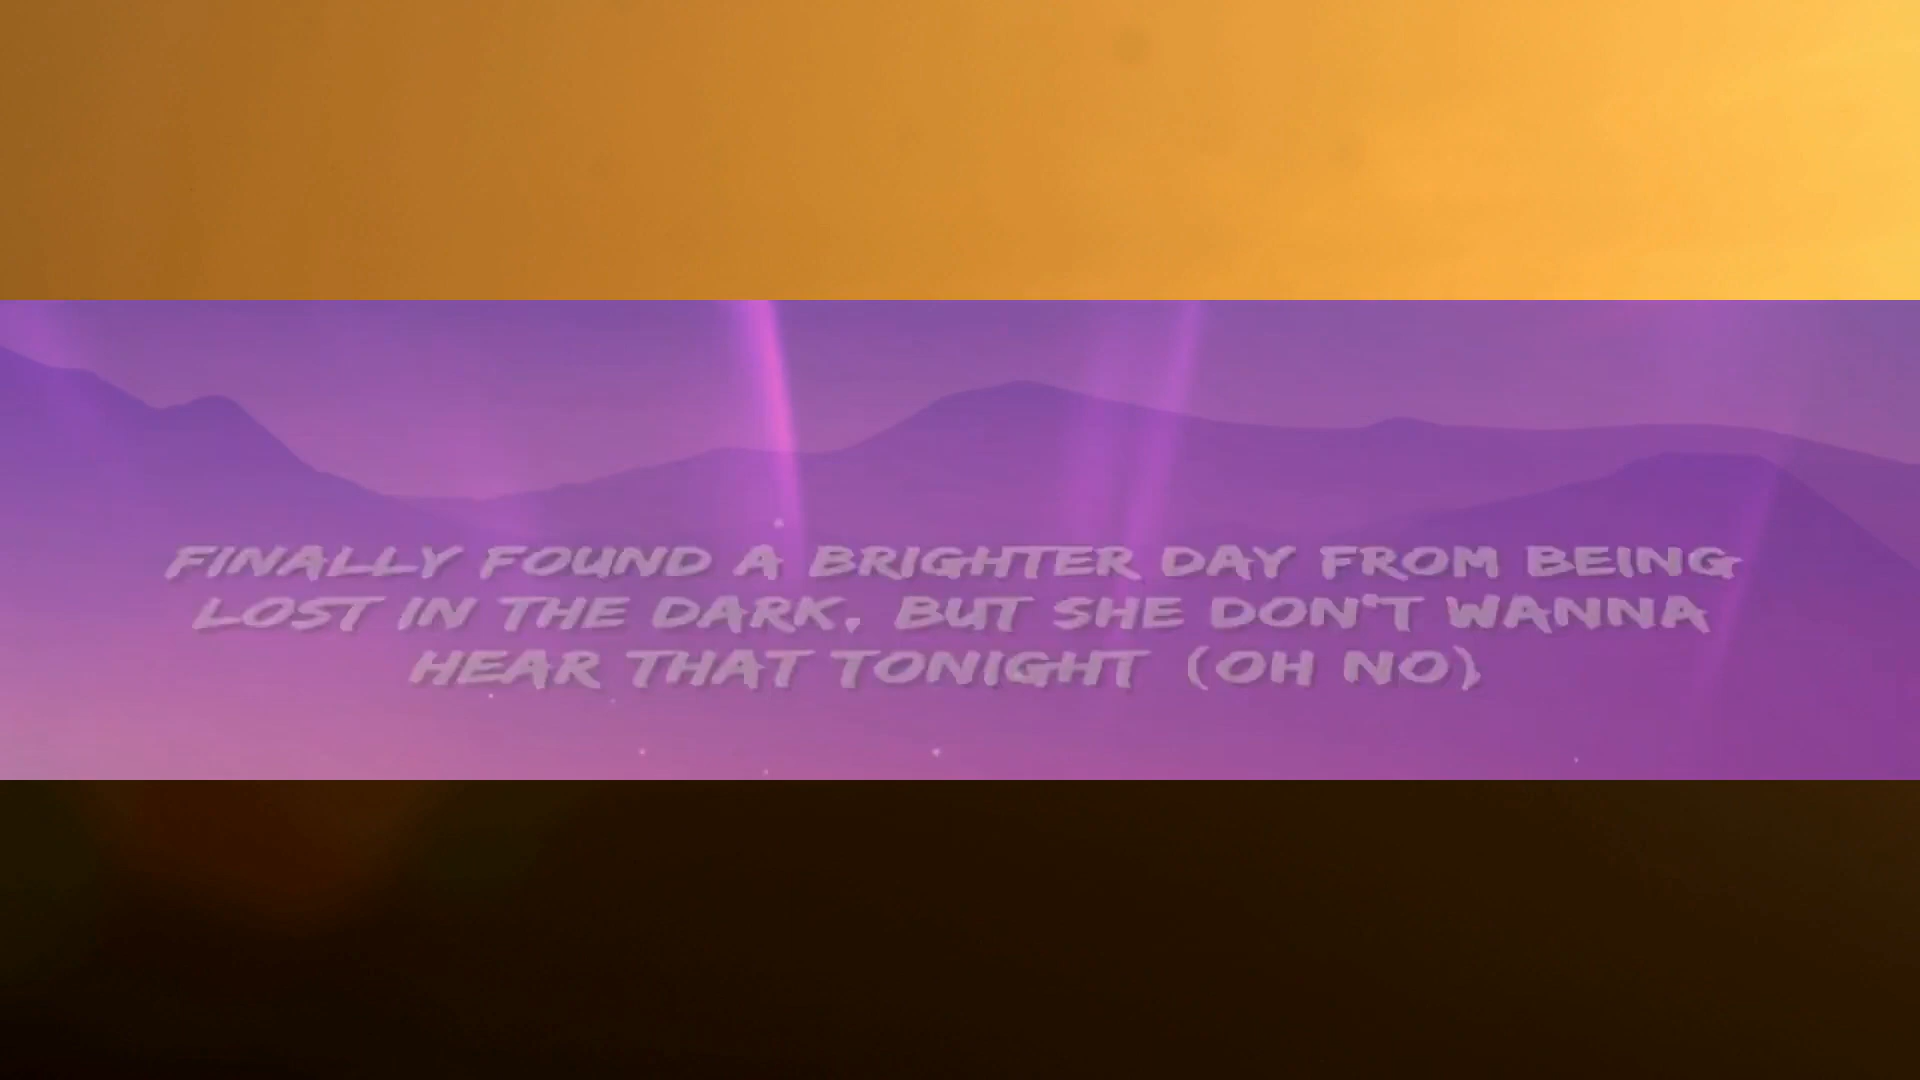 FINALLY FOUND A BRIGHTER DAY FROM BEING
LOST IN THE DARK, BUT SHE DON'T WANNA
HEAR THAT TONIGHT (OH NO)